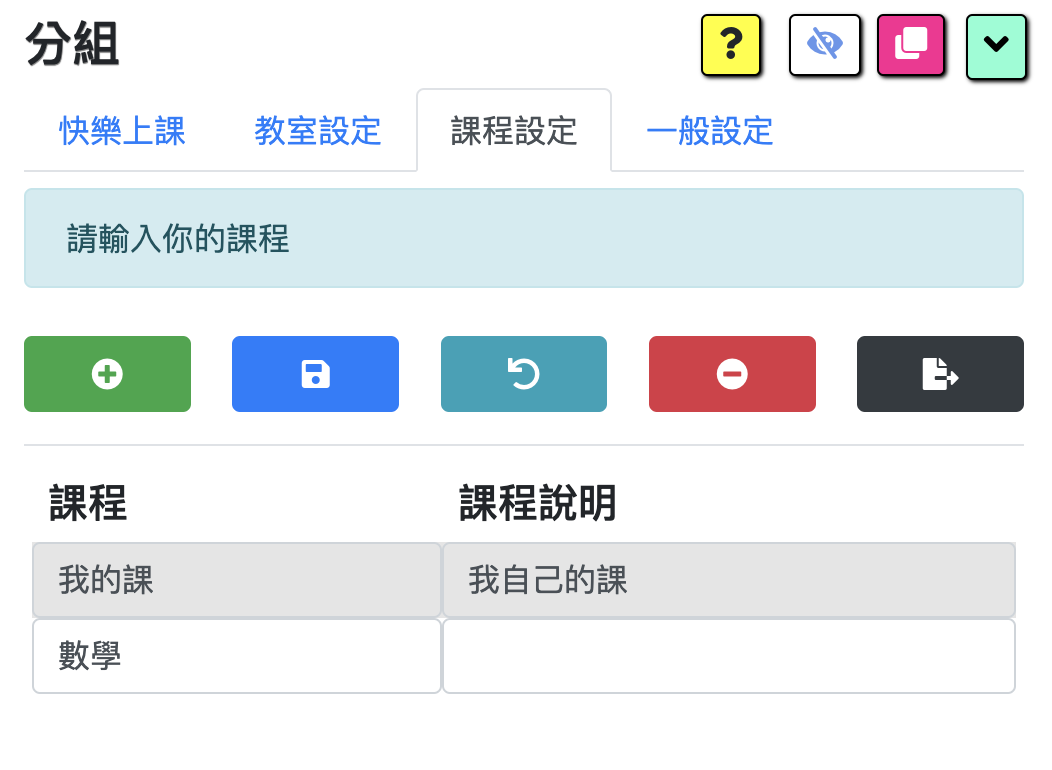 分組
?
快樂上課 教室設定 課程設定 一般設定
請輸入你的課程
課程 課程說明
我的課 我自己的課
數學